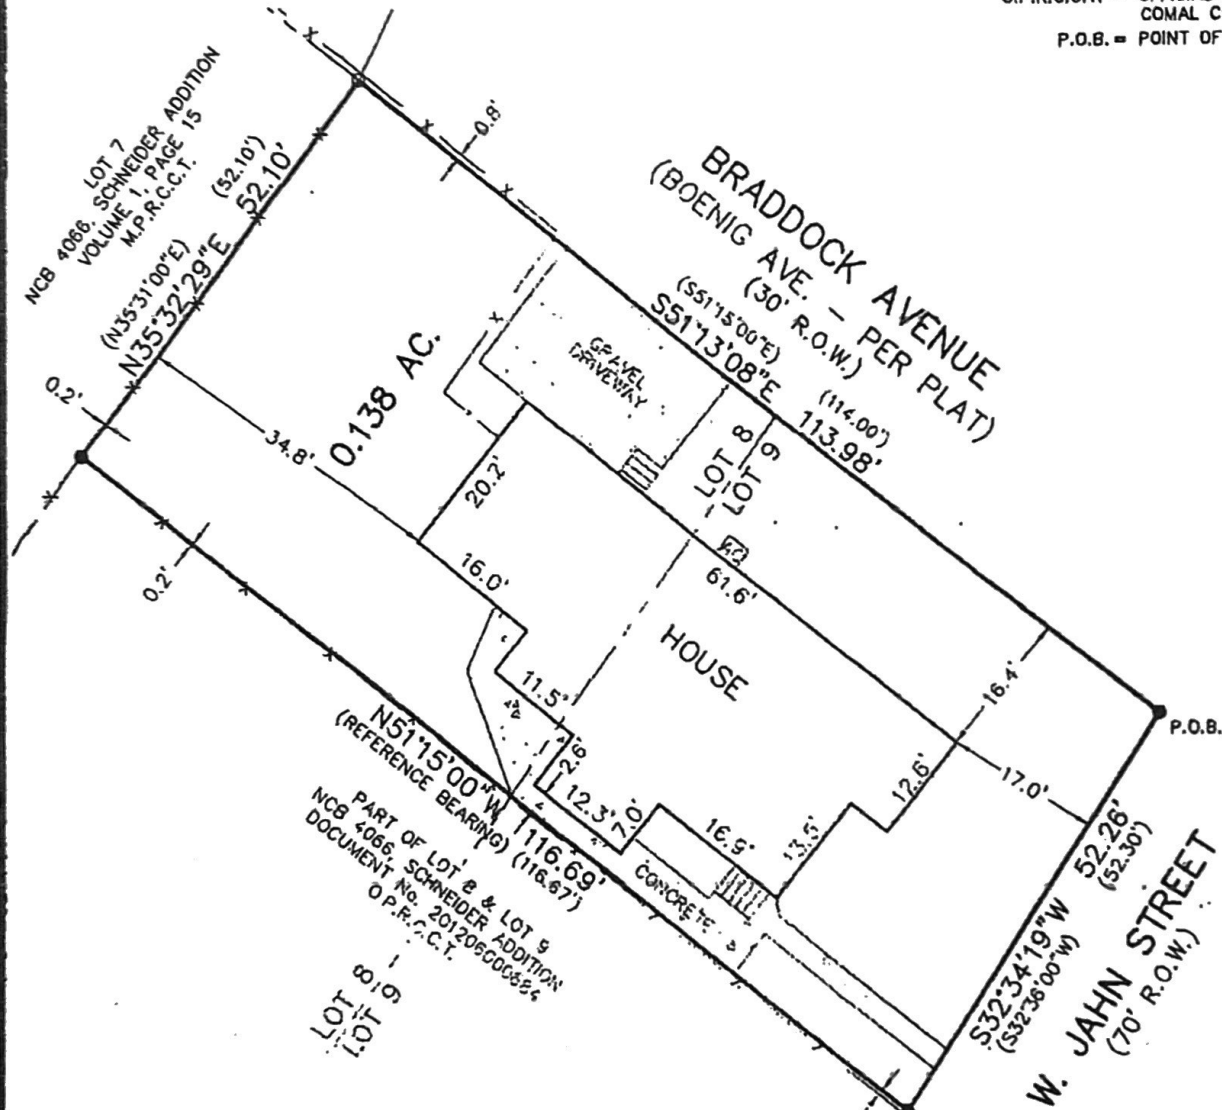 COMAL C
P.O.B. = POINT OF
LOT 7
NCB 4066, SCHNEIDER ADDITION
VOLUME 1, PAGE 15
M.P.R.C.C.T.
(52.10')
52.10'
(N35°31'00"E)
N35°32'29"E
0.8'
BRADDOCK AVENUE
(BOENIG AVE. – PER PLAT)
(30' R.O.W.)
(S51°15'00"E)
S51°13'08"E
(114.00')
113.98'
GRAVEL
DRIVEWAY
0.138 AC.
LOT 8
LOT 9
0.2'
34.8'
20.2'
16.0'
0.2'
AC
61.6'
HOUSE
16.4'
P.O.B.
11.5'
2.6'
12.3'
7.0'
16.9'
13.5'
12.6'
17.0'
52.26'
(52.30')
CONCRETE
N51°15'00"W
116.69'
(REFERENCE BEARING) (116.67')
PART OF LOT 8 & LOT 9
NCB 4066, SCHNEIDER ADDITION
DOCUMENT No.
O.P.R.C.C.T.
LOT 8
LOT 9
S32°34'19"W
(S32°36'00"W)
W. JAHN STREET
(70' R.O.W.)